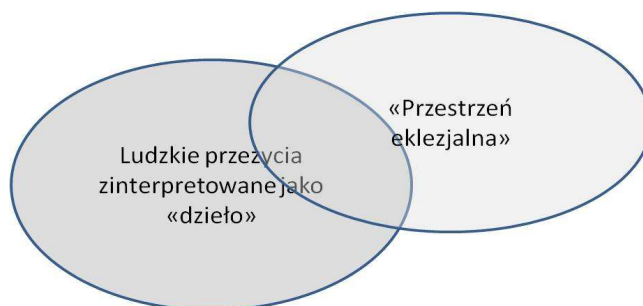 Ludzkie przeżycia
zinterpretowane jako
«dzieło»
«Przestrzeń
eklezjalna»